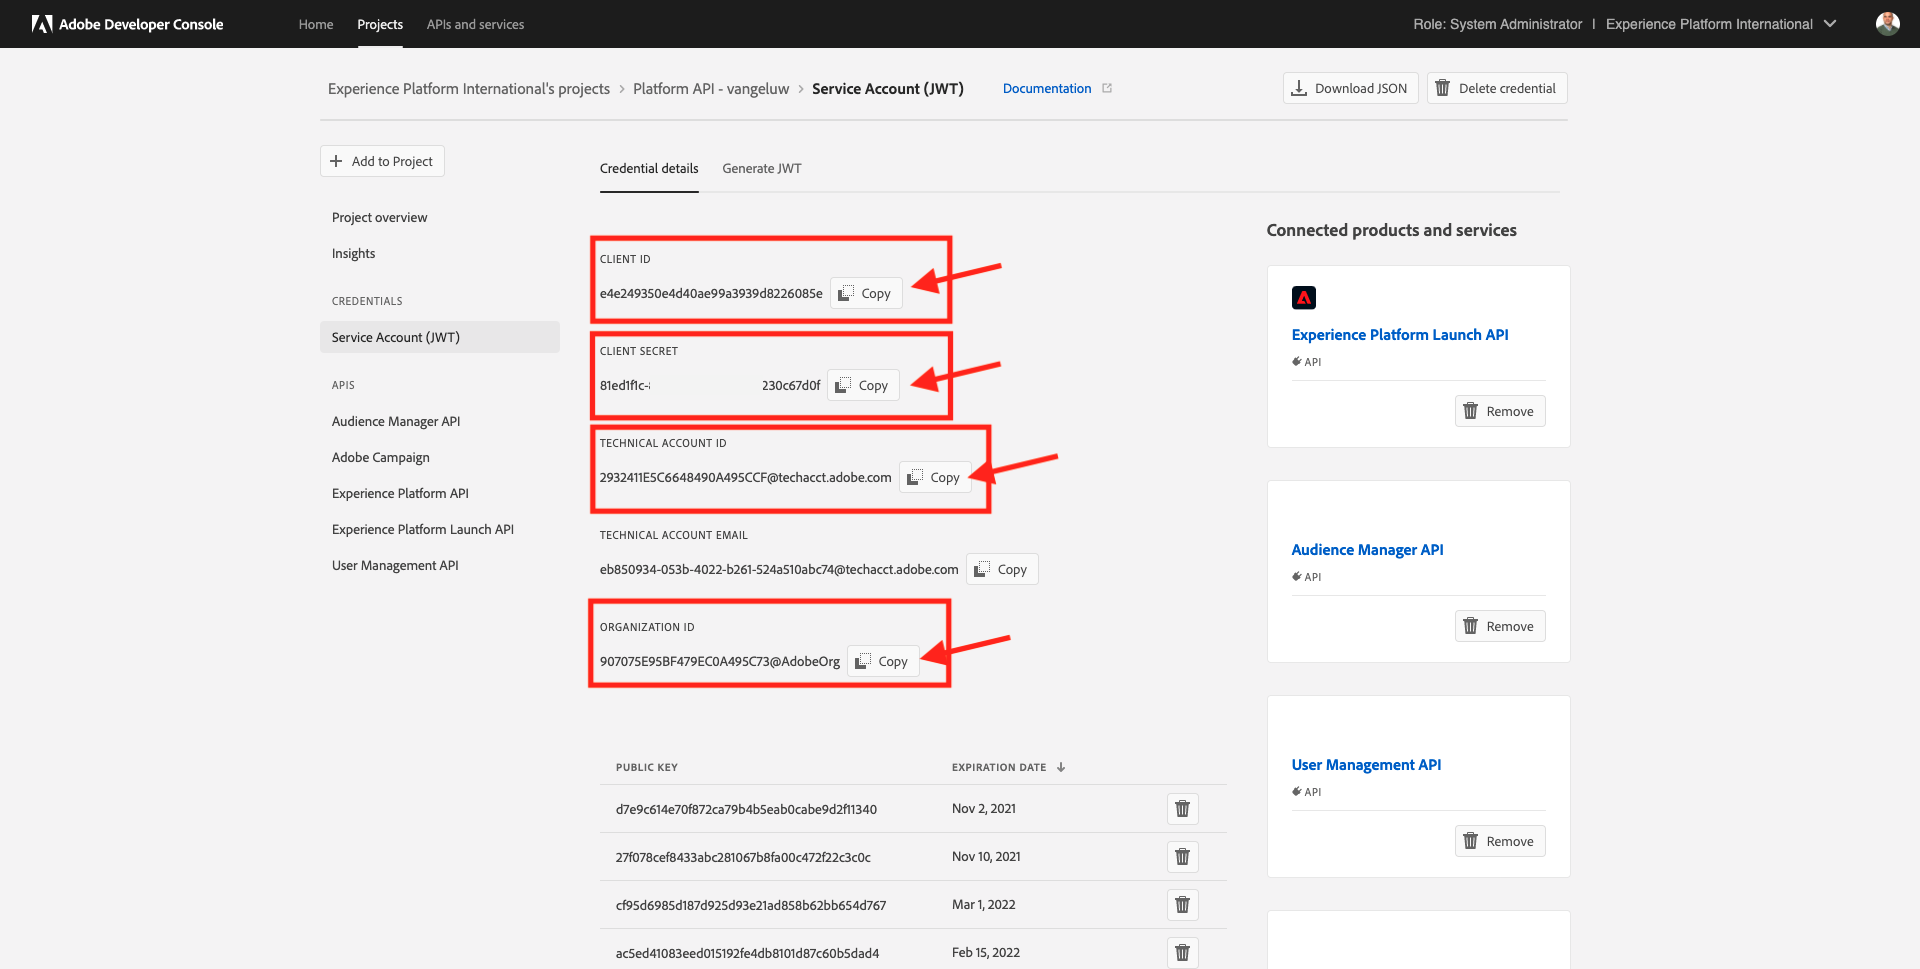 Adobe Developer Console
Home
Projects
APIs and services
Role: System Administrator | Experience Platform International
Experience Platform International's projects > Platform API - vangeluw > Service Account (JWT)
Documentation
Download JSON
Delete credential
Add to Project
Project overview
Insights
CREDENTIALS
Service Account (JWT)
APIS
Audience Manager API
Adobe Campaign
Experience Platform API
Experience Platform Launch API
User Management API
Credential details
Generate JWT
CLIENT ID
e4e249350e4d40ae99a3939d8226085e Copy
CLIENT SECRET
81ed1f1c- 230c67d0f Copy
TECHNICAL ACCOUNT ID
2932411E5C6648490A495CCF@techacct.adobe.com Copy
TECHNICAL ACCOUNT EMAIL
eb850934-053b-4022-b261-524a510abc74@techacct.adobe.com Copy
ORGANIZATION ID
907075E95BF479EC0A495C73@AdobeOrg Copy
PUBLIC KEY EXPIRATION DATE
d7e9c614e70f872ca79b4b5eab0cabe9d2f11340 Nov 2, 2021
27f078cef8433abc281067b8fa00c472f22c3c0c Nov 10, 2021
cf95d6985d187d925d93e21ad858b62bb654d767 Mar 1, 2022
ac5ed41083eed015192fe4db8101d87c60b5dad4 Feb 15, 2022
Connected products and services
Experience Platform Launch API
API
Remove
Audience Manager API
API
Remove
User Management API
API
Remove